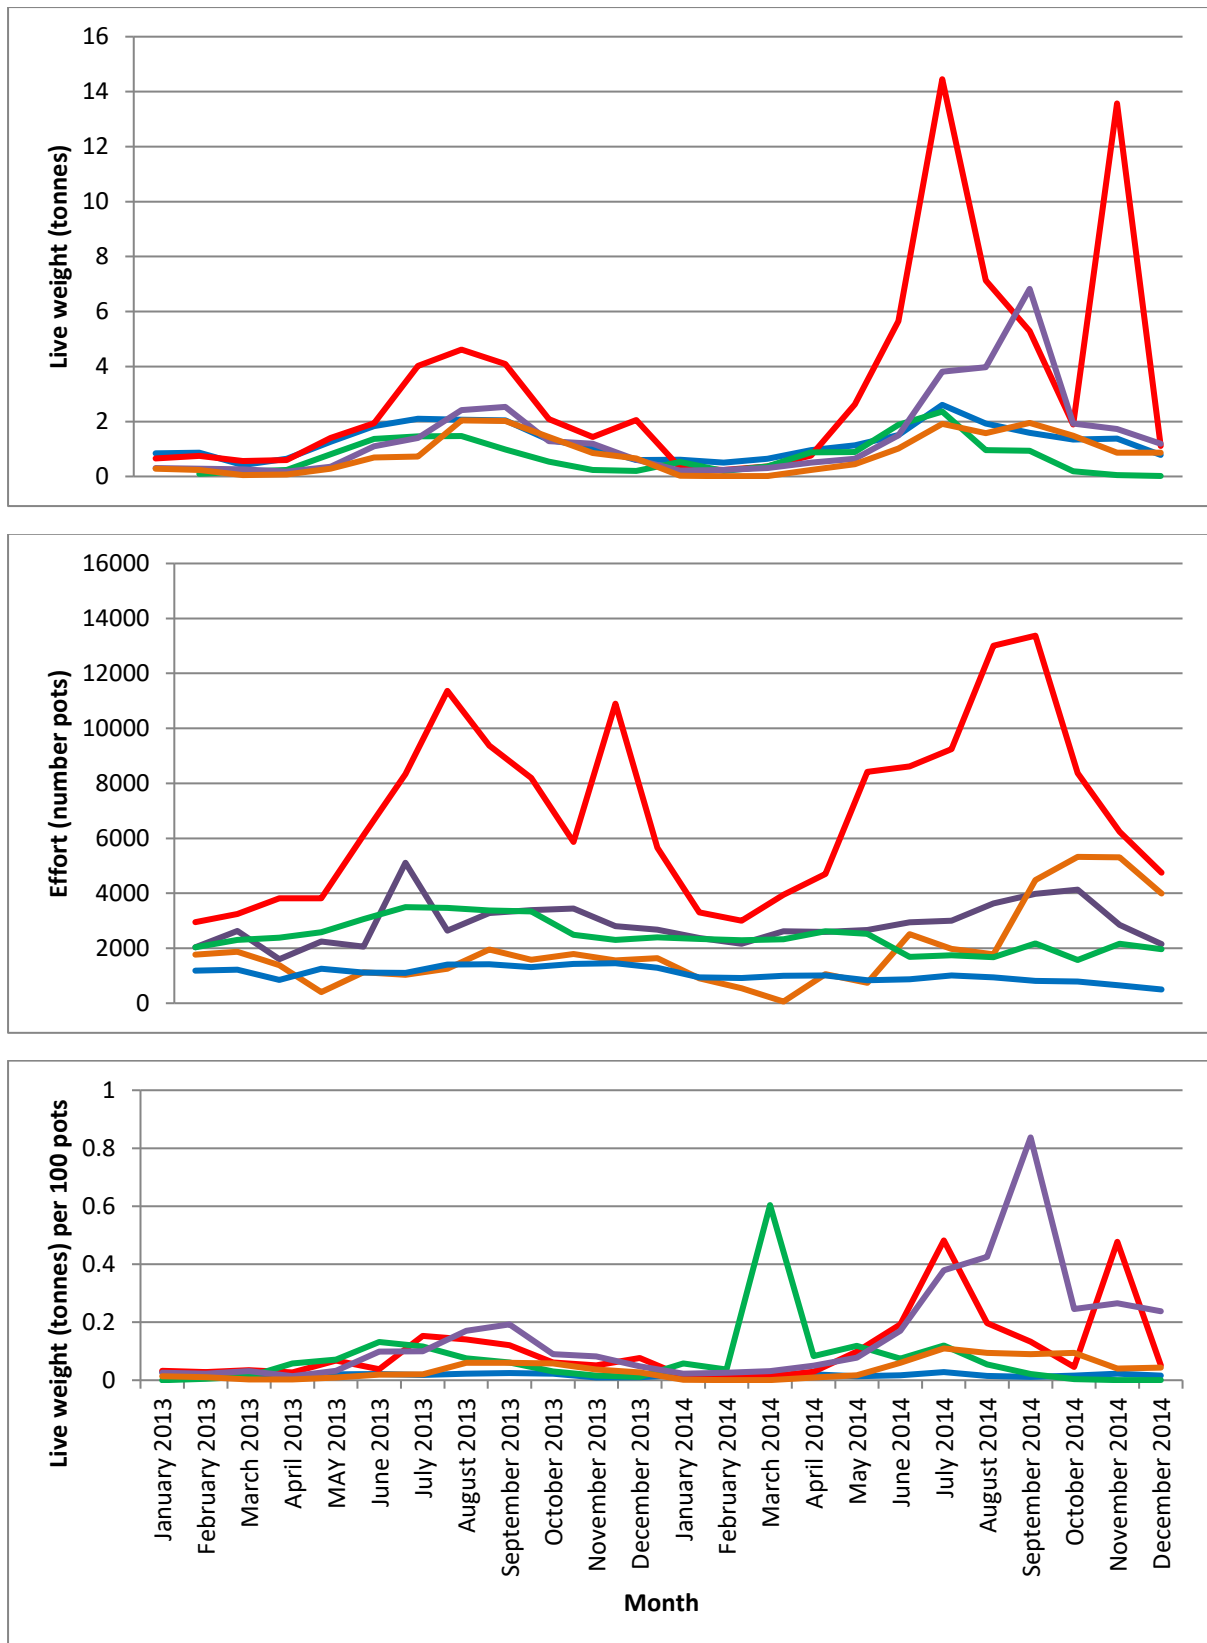 Live weight (tonnes)
16
14
12
10
8
6
4
2
0
Effort (number pots)
16000
14000
12000
10000
8000
6000
4000
2000
0
Live weight (tonnes) per 100 pots
1
0.8
0.6
0.4
0.2
0
January 2013
February 2013
March 2013
April 2013
MAY 2013
June 2013
July 2013
August 2013
September 2013
October 2013
November 2013
December 2013
January 2014
February 2014
March 2014
April 2014
May 2014
June 2014
July 2014
August 2014
September 2014
October 2014
November 2014
December 2014
Month